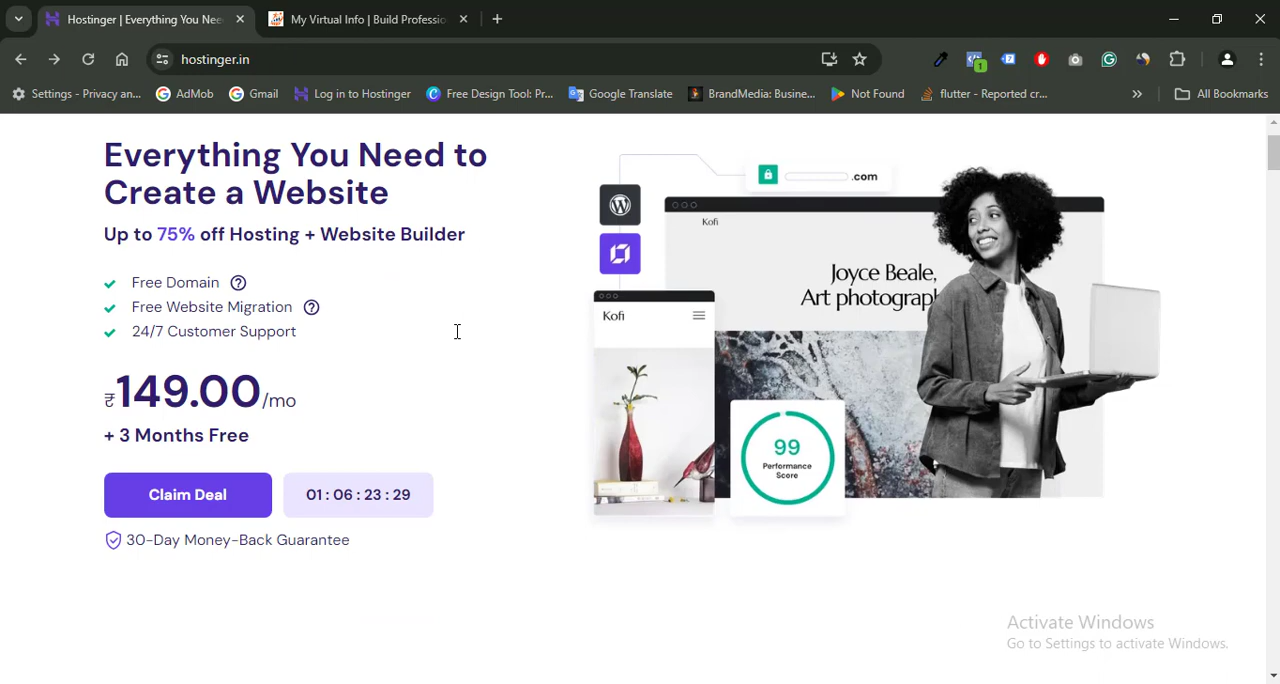 Hostinger | Everything You Nee
My Virtual Info | Build Professio
hostinger.in
1
Settings - Privacy an...
AdMob
Gmail
Log in to Hostinger
Free Design Tool: Pr...
Google Translate
BrandMedia: Busine...
Not Found
flutter - Reported cr...
All Bookmarks
Everything You Need to
Create a Website
Up to 75% off Hosting + Website Builder
Free Domain
Free Website Migration
24/7 Customer Support
₹149.00/mo
+ 3 Months Free
Claim Deal
01 : 06 : 23 : 29
30-Day Money-Back Guarantee
.com
Kofi
Joyce Beale,
Art photograph
Kofi
99
Performance
Score
Activate Windows
Go to Settings to activate Windows.